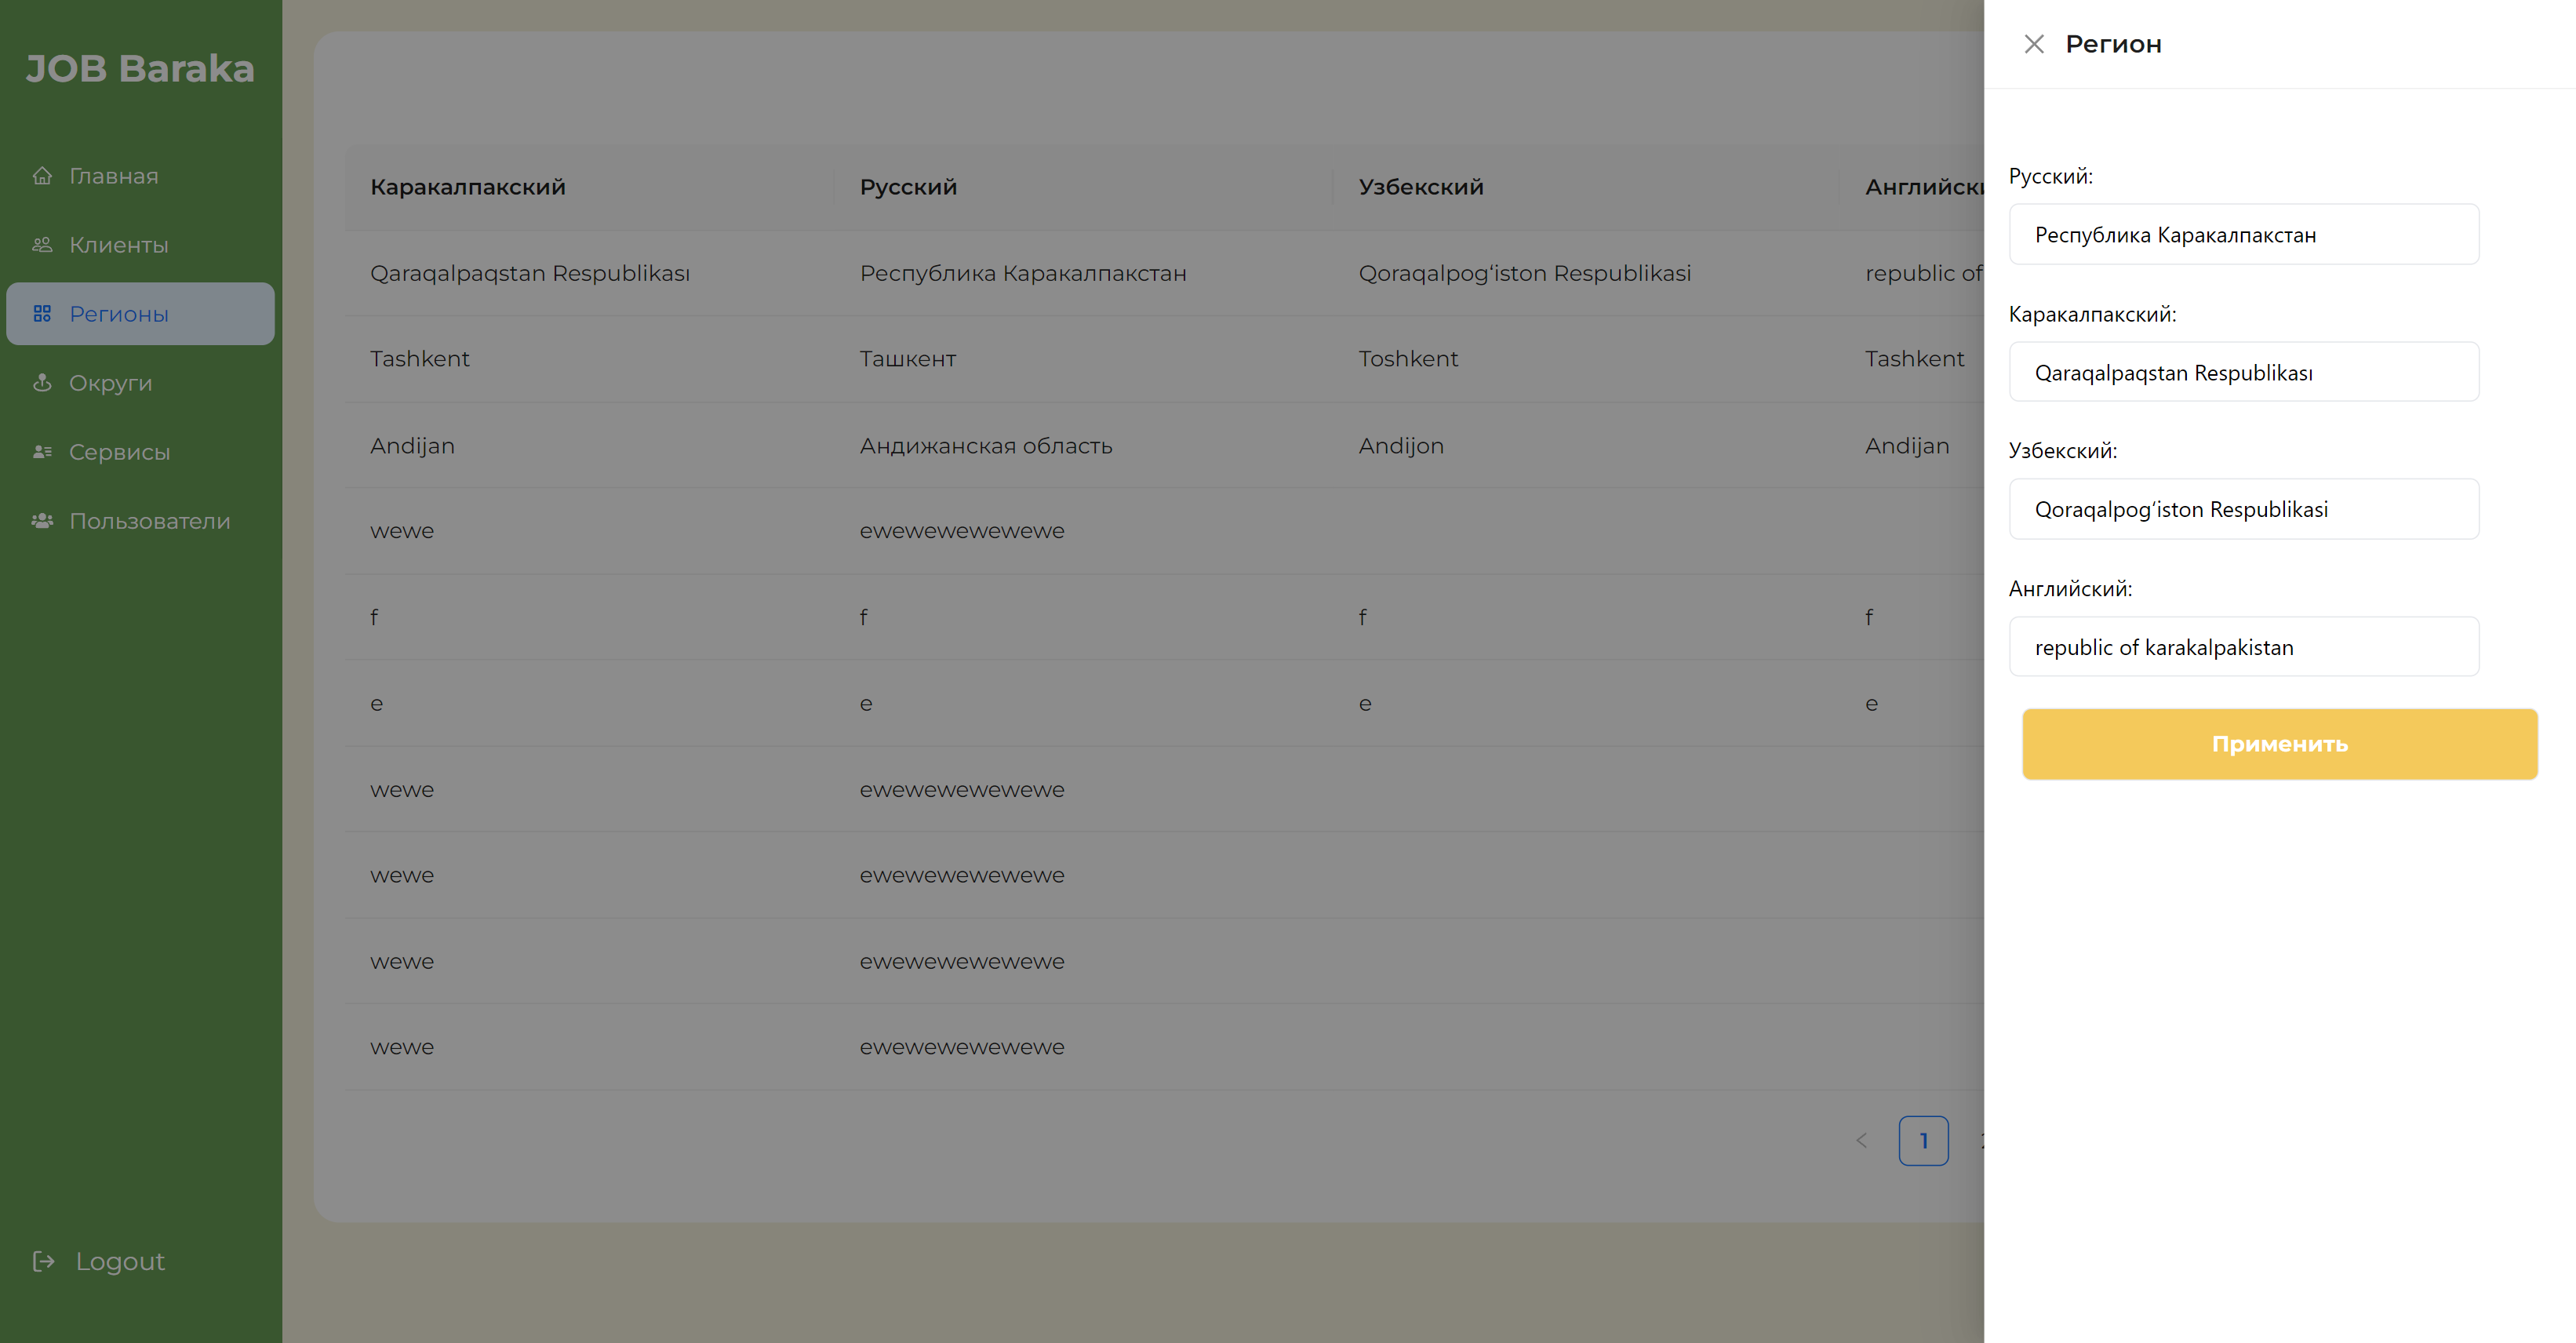 JOB Baraka
Главная
Клиенты
Регионы
Округи
Сервисы
Пользователи
Logout
Каракалпакский Русский Узбекский
Qaraqalpaqstan Respublikası Республика Каракалпакстан Qoraqalpog‘iston Respublikasi republic of
Tashkent Ташкент Toshkent Tashkent
Andijan Андижанская область Andijon Andijan
wewe ewewewewewewe
f f f f
e e e e
wewe ewewewewewewe
wewe ewewewewewewe
wewe ewewewewewewe
wewe ewewewewewewe
1
Регион
Русский:
Республика Каракалпакстан
Каракалпакский:
Qaraqalpaqstan Respublikası
Узбекский:
Qoraqalpog‘iston Respublikasi
Английский:
republic of karakalpakistan
Применить